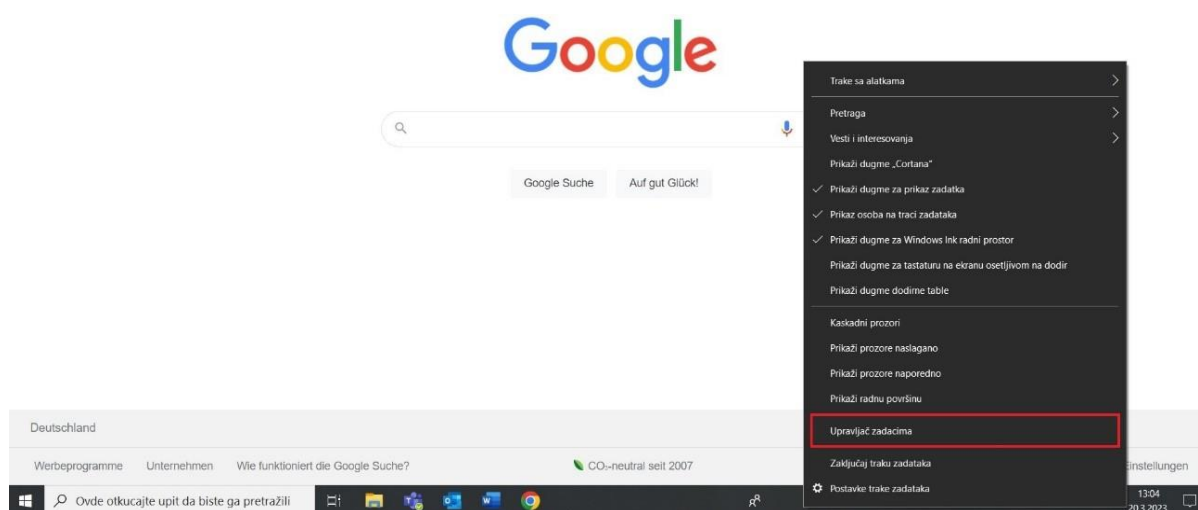 Google
Google Suche
Auf gut Glück!
Trake sa alatkama
Pretraga
Vesti i interesovanja
Prikaži dugme „Cortana“
Prikaži dugme za prikaz zadatka
Prikaz osoba na traci zadataka
Prikaži dugme za Windows Ink radni prostor
Prikaži dugme za tastaturu na ekranu osetljivom na dodir
Prikaži dugme dodirne table
Kaskadni prozori
Prikaži prozore naslagano
Prikaži prozore naporedno
Prikaži radnu površinu
Upravljač zadacima
Zaključaj traku zadataka
Postavke trake zadataka
Deutschland
Werbeprogramme
Unternehmen
Wie funktioniert die Google Suche?
CO₂-neutral seit 2007
Einstellungen
Ovde otkucajte upit da biste ga pretražili
13:04
20.3.2023